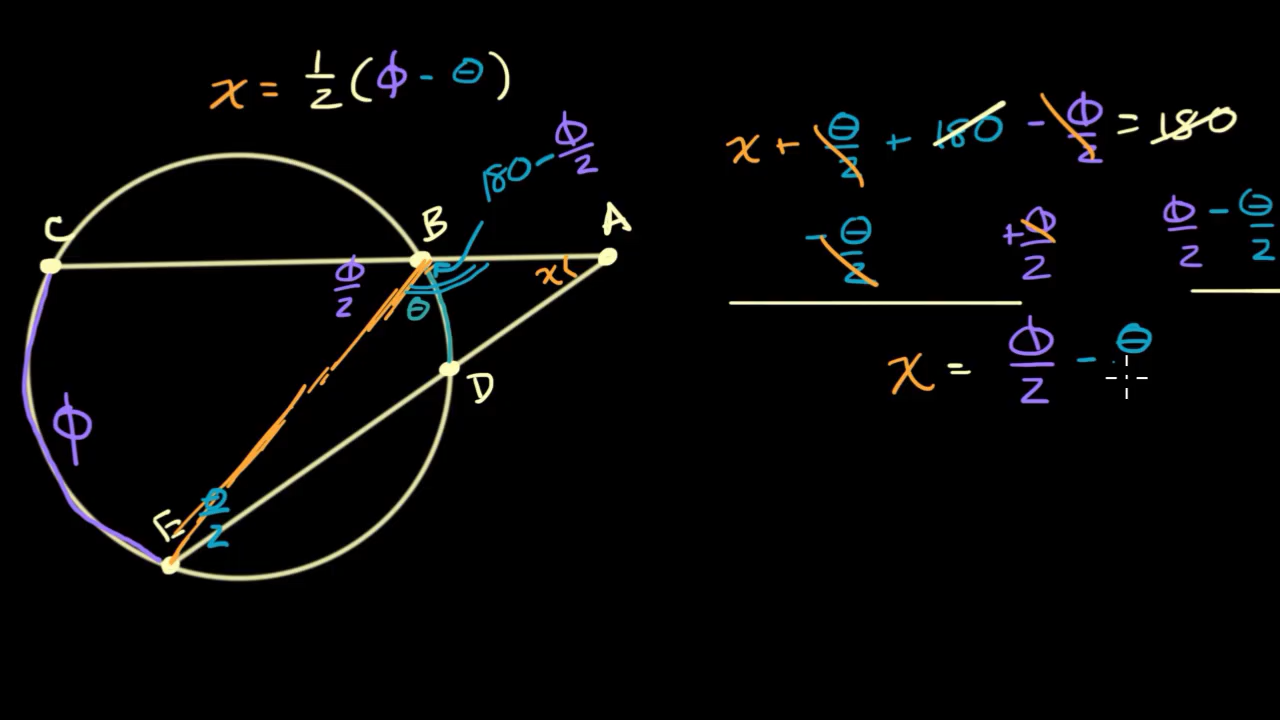 x = 1/2 (ϕ - θ)
180 - ϕ/2
C
B
A
ϕ/2
θ
x
D
ϕ
E
θ/2
x + θ/2 + 180 - ϕ/2 = 180
- θ/2 + ϕ/2 ϕ/2 - θ/2
x = ϕ/2 - θ